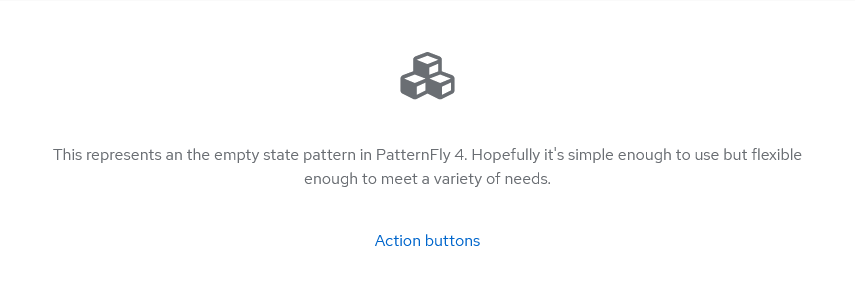 This represents an the empty state pattern in PatternFly 4. Hopefully it's simple enough to use but flexible
enough to meet a variety of needs.
Action buttons